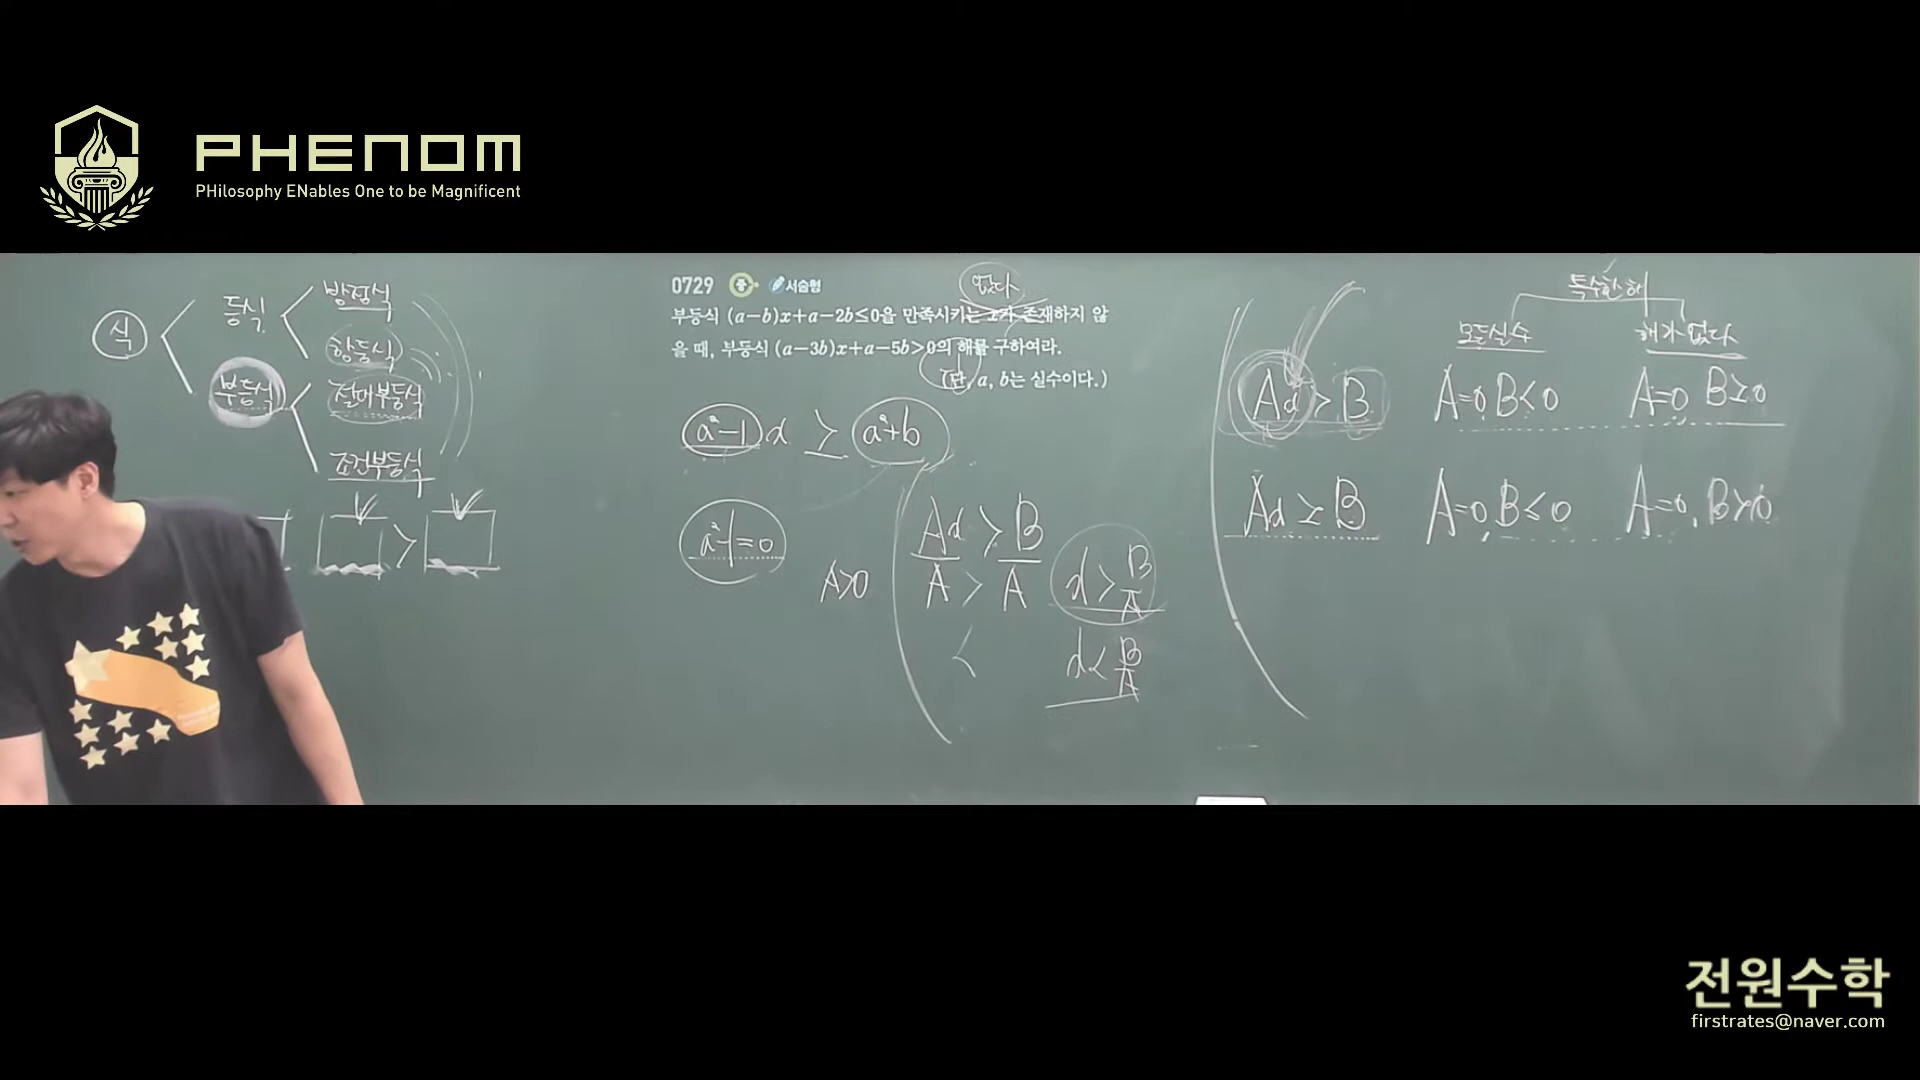 PHENOM
PHilosophy ENables One to be Magnificent
식
등식
방정식
항등식
부등식
절대부등식
조건부등식
>
0729 중 서술형
없다
부등식 (a−b)x+a−2b≤0을 만족시키는 x가 존재하지 않
을 때, 부등식 (a−3b)x+a−5b>0의 해를 구하여라.
(단, a, b는 실수이다.)
(a²−1)x ≥ a²+b
a²−1=0
A>0
Ax > B
A > A
x > B/A
<
x < B/A
특수한 해
모든실수
해가 없다
Ax > B
A=0 B<0
A=0 B≥0
Ax ≥ B
A=0 B≤0
A=0, B>0
전원수학
firstrates@naver.com